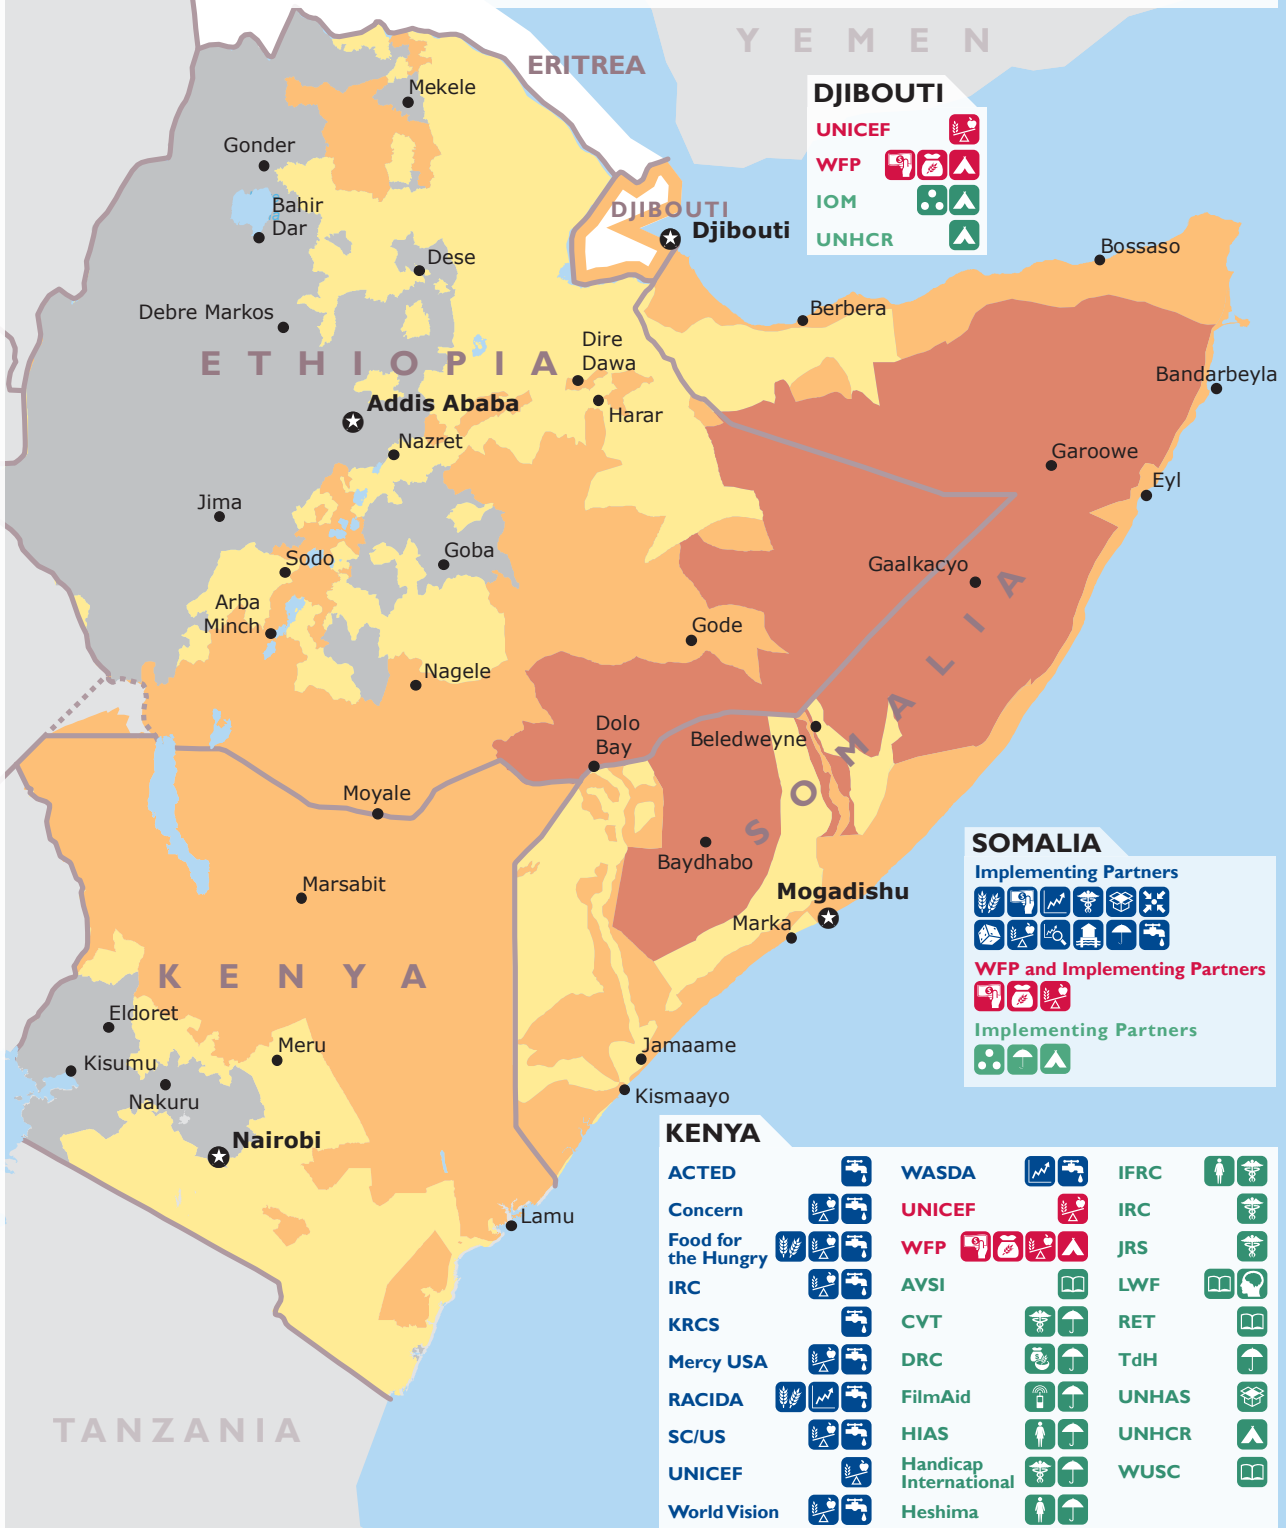 YEMEN
ERITREA
Mekele
DJIBOUTI
UNICEF
WFP
IOM
UNHCR
Gonder
Bahir
Dar
DJIBOUTI
Djibouti
Bossaso
Dese
Debre Markos
Berbera
Dire
Dawa
ETHIOPIA
Bandarbeyla
Addis Ababa
Harar
Nazret
Garoowe
Eyl
Jima
Goba
Sodo
Gaalkacyo
Arba
Minch
Gode
Nagele
SOMALIA
Dolo
Bay
Beledweyne
Moyale
Baydhabo
Marsabit
Mogadishu
Marka
SOMALIA
Implementing Partners
WFP and Implementing Partners
Implementing Partners
KENYA
Eldoret
Kisumu
Meru
Nakuru
Jamaame
Kismaayo
Nairobi
Lamu
TANZANIA
KENYA
ACTED
Concern
Food for
the Hungry
IRC
KRCS
Mercy USA
RACIDA
SC/US
UNICEF
World Vision
WASDA
UNICEF
WFP
AVSI
CVT
DRC
FilmAid
HIAS
Handicap
International
Heshima
IFRC
IRC
JRS
LWF
RET
TdH
UNHAS
UNHCR
WUSC